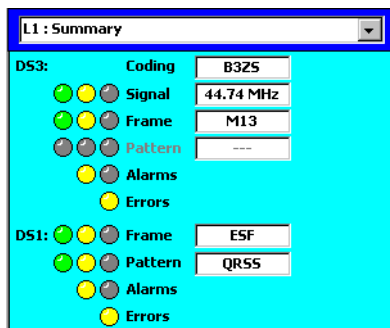 L1 : Summary
DS3: Coding B3ZS
Signal 44.74 MHz
Frame M13
Pattern ---
Alarms
Errors
DS1: Frame ESF
Pattern QRSS
Alarms
Errors